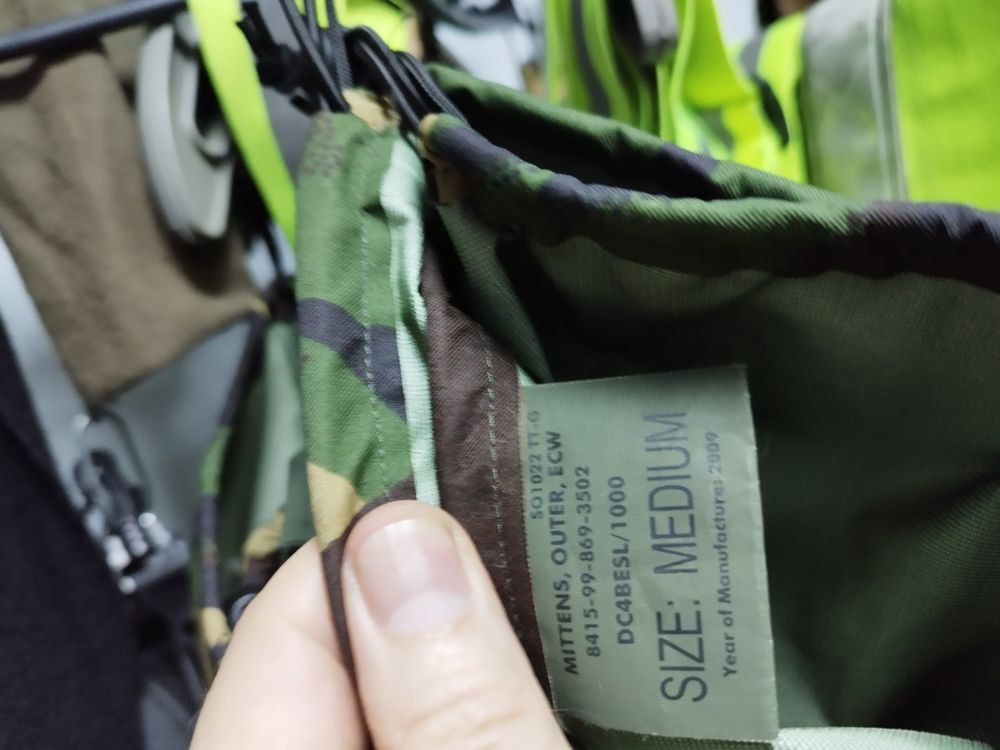 SO1022 TT-G
MITTENS, OUTER, ECW
8415-99-869-3502
DC4BESL/1000
SIZE: MEDIUM
Year of Manufacture: 2009